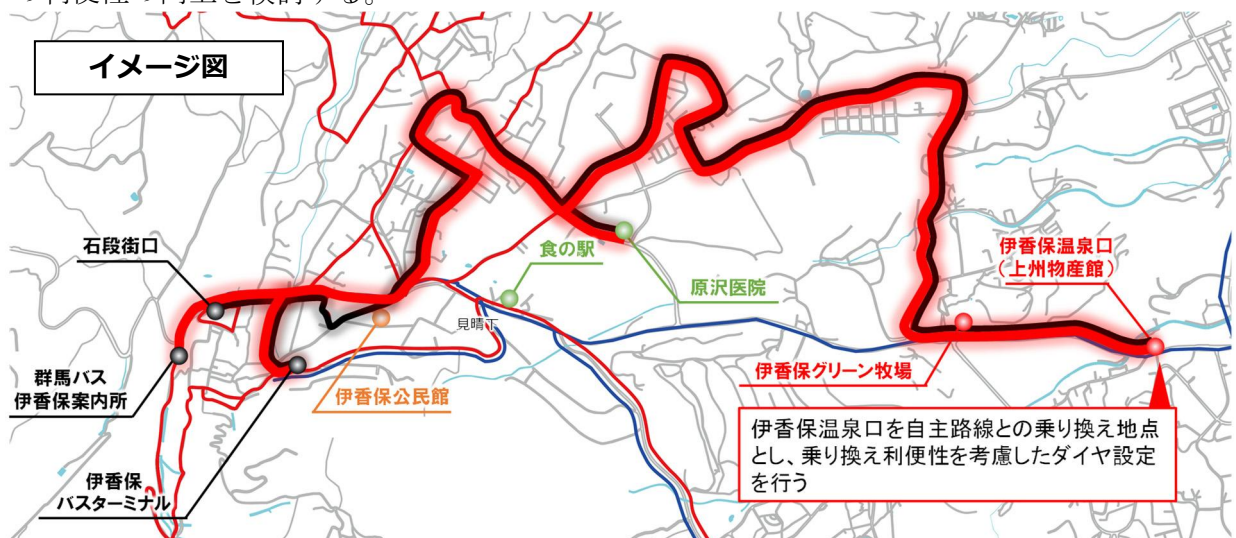 の利便性の向上を検討する。
イメージ図
石段街口
食の駅
原沢医院
伊香保温泉口
（上州物産館）
見晴下
群馬バス
伊香保案内所
伊香保公民館
伊香保グリーン牧場
伊香保
バスターミナル
伊香保温泉口を自主路線との乗り換え地点
とし、乗り換え利便性を考慮したダイヤ設定
を行う